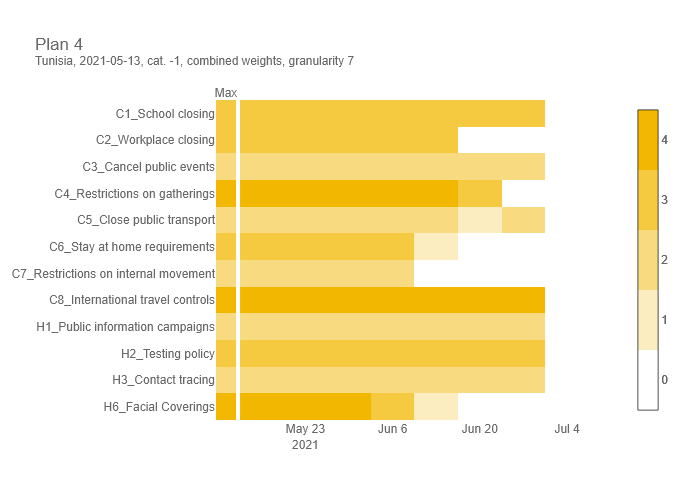 Plan 4
Tunisia, 2021-05-13, cat. -1, combined weights, granularity 7
Max
C1_School closing
C2_Workplace closing
C3_Cancel public events
C4_Restrictions on gatherings
C5_Close public transport
C6_Stay at home requirements
C7_Restrictions on internal movement
C8_International travel controls
H1_Public information campaigns
H2_Testing policy
H3_Contact tracing
H6_Facial Coverings
May 23 Jun 6 Jun 20 Jul 4
2021
4
3
2
1
0